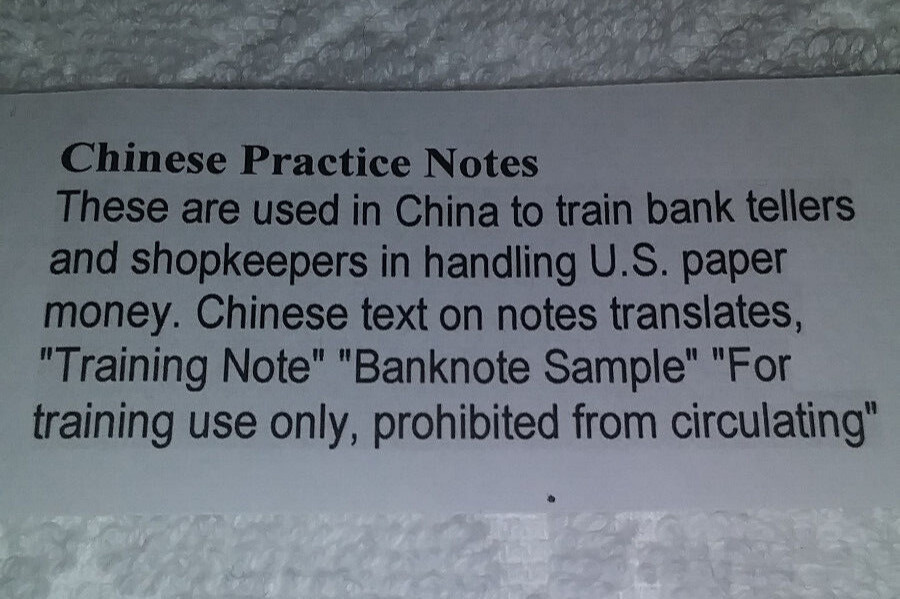 Chinese Practice Notes
These are used in China to train bank tellers
and shopkeepers in handling U.S. paper
money. Chinese text on notes translates,
"Training Note" "Banknote Sample" "For
training use only, prohibited from circulating"